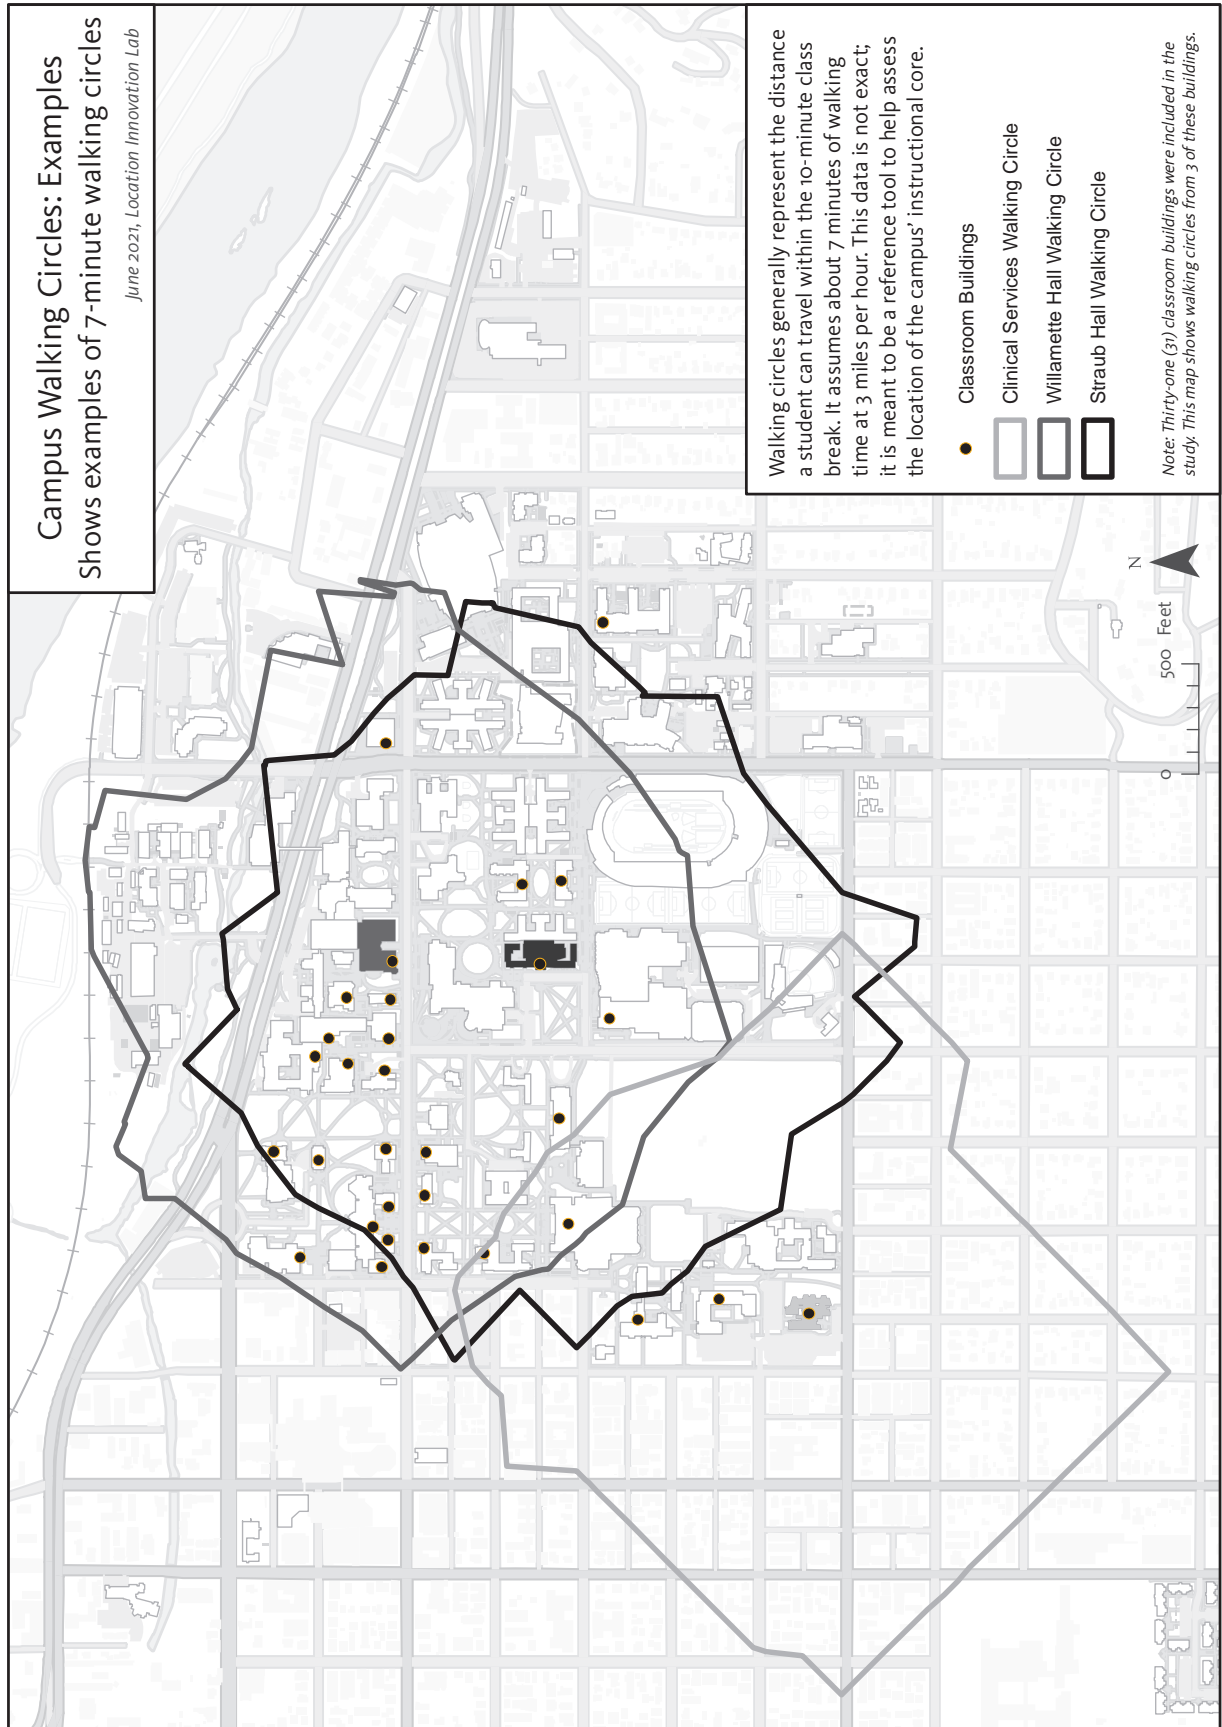 Campus Walking Circles: Examples
Shows examples of 7-minute walking circles
June 2021, Location Innovation Lab
Walking circles generally represent the distance
a student can travel within the 10-minute class
break. It assumes about 7 minutes of walking
time at 3 miles per hour. This data is not exact;
it is meant to be a reference tool to help assess
the location of the campus' instructional core.
Classroom Buildings
Clinical Services Walking Circle
Willamette Hall Walking Circle
Straub Hall Walking Circle
Note: Thirty-one (31) classroom buildings were included in the
study. This map shows walking circles from 3 of these buildings.
N
0 500 Feet